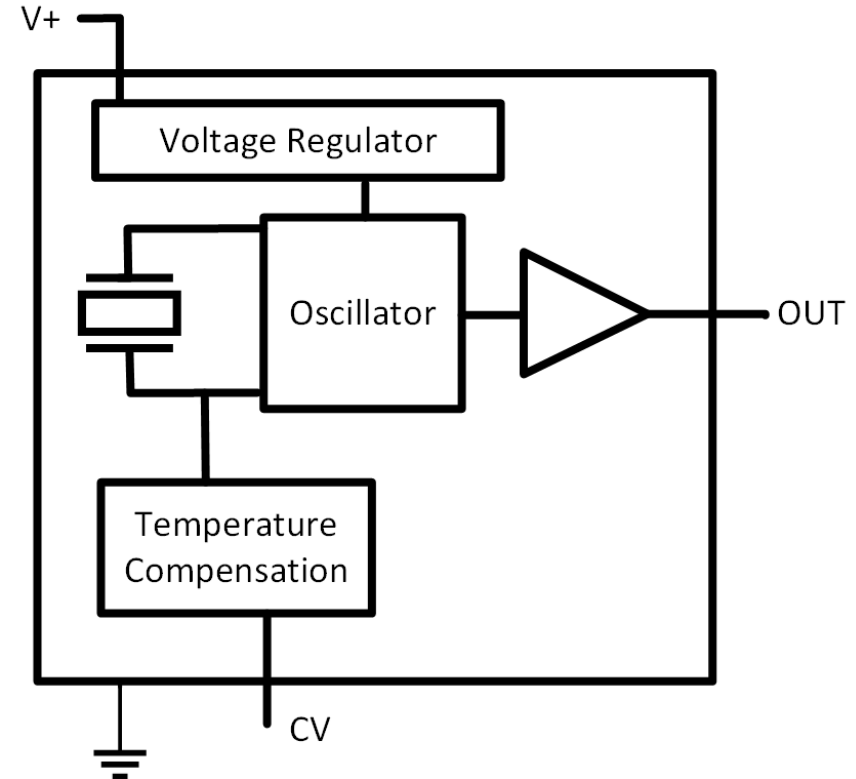 V+
Voltage Regulator
Oscillator
OUT
Temperature
Compensation
CV